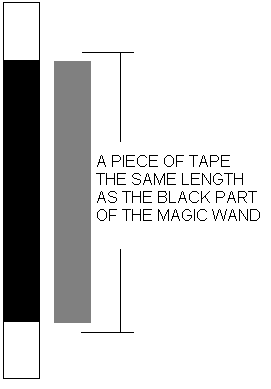 A PIECE OF TAPE
THE SAME LENGTH
AS THE BLACK PART
OF THE MAGIC WAND